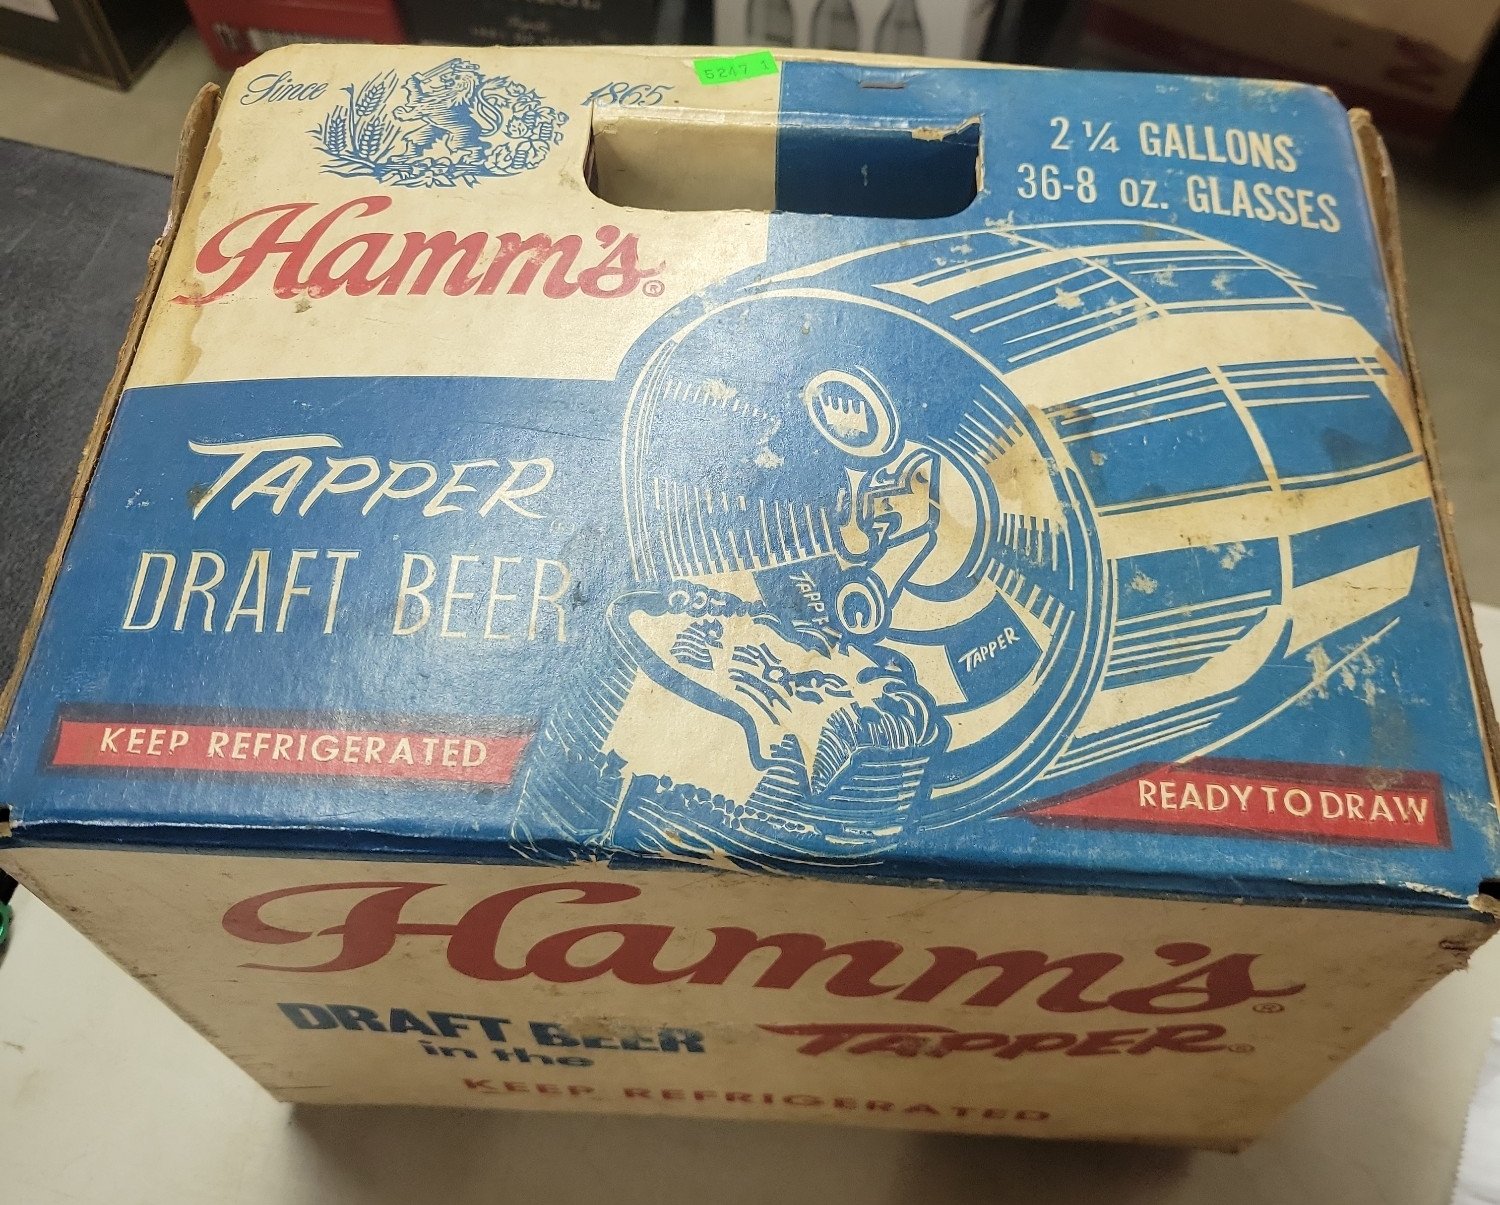 Since 1865
5247 1
2 ¼ GALLONS
36-8 oz. GLASSES
Hamm's®
TAPPER
DRAFT BEER
TAPPER
TAPPER
KEEP REFRIGERATED
READY TO DRAW
Hamm's®
DRAFT BEER
in the
TAPPER®
KEEP REFRIGERATED